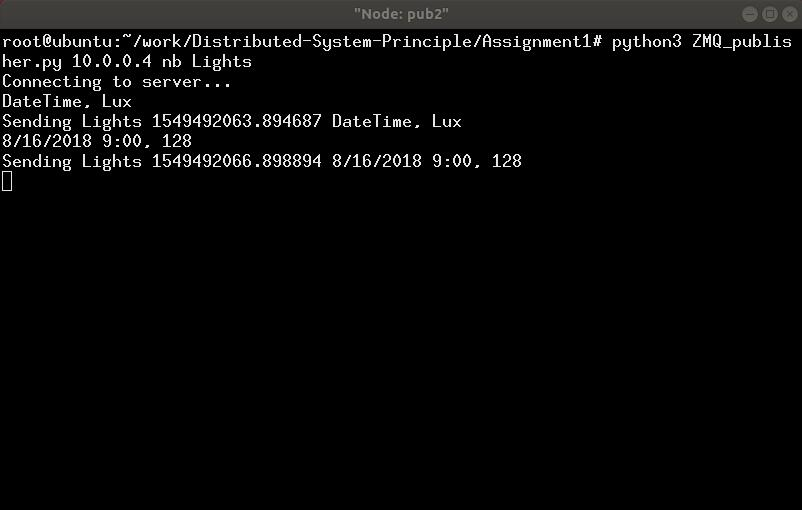 "Node: pub2"
root@ubuntu:~/work/Distributed-System-Principle/Assignment1# python3 ZMQ_publis
her.py 10.0.0.4 nb Lights
Connecting to server...
DateTime, Lux
Sending Lights 1549492063.894687 DateTime, Lux
8/16/2018 9:00, 128
Sending Lights 1549492066.898894 8/16/2018 9:00, 128